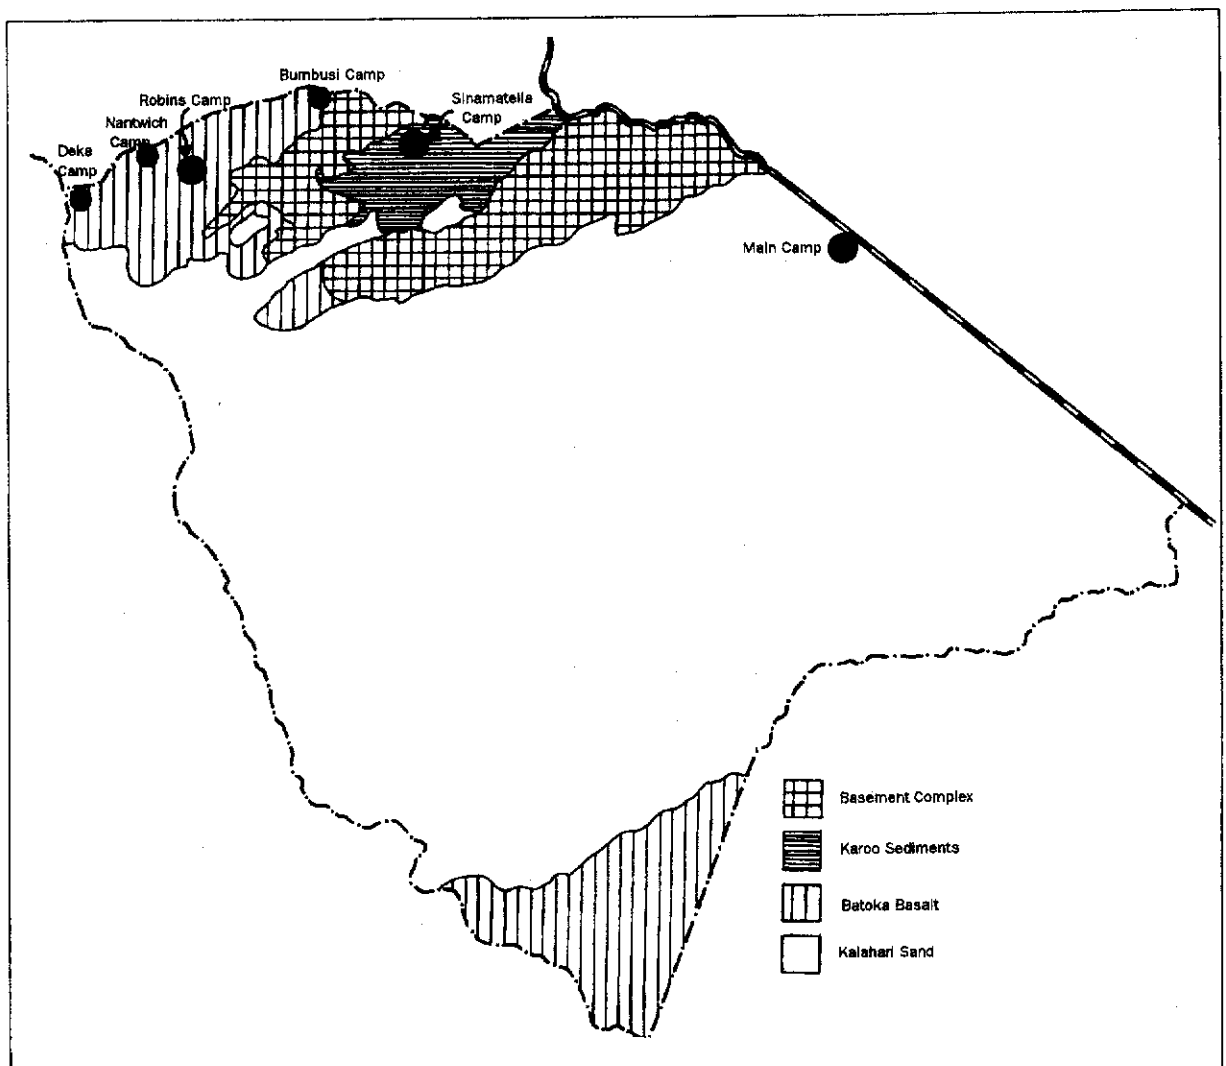 Bumbusi Camp
Robins Camp
Sinamatella
Camp
Nantwich
Camp
Deka
Camp
Main Camp
Basement Complex
Karoo Sediments
Batoka Basalt
Kalahari Sand